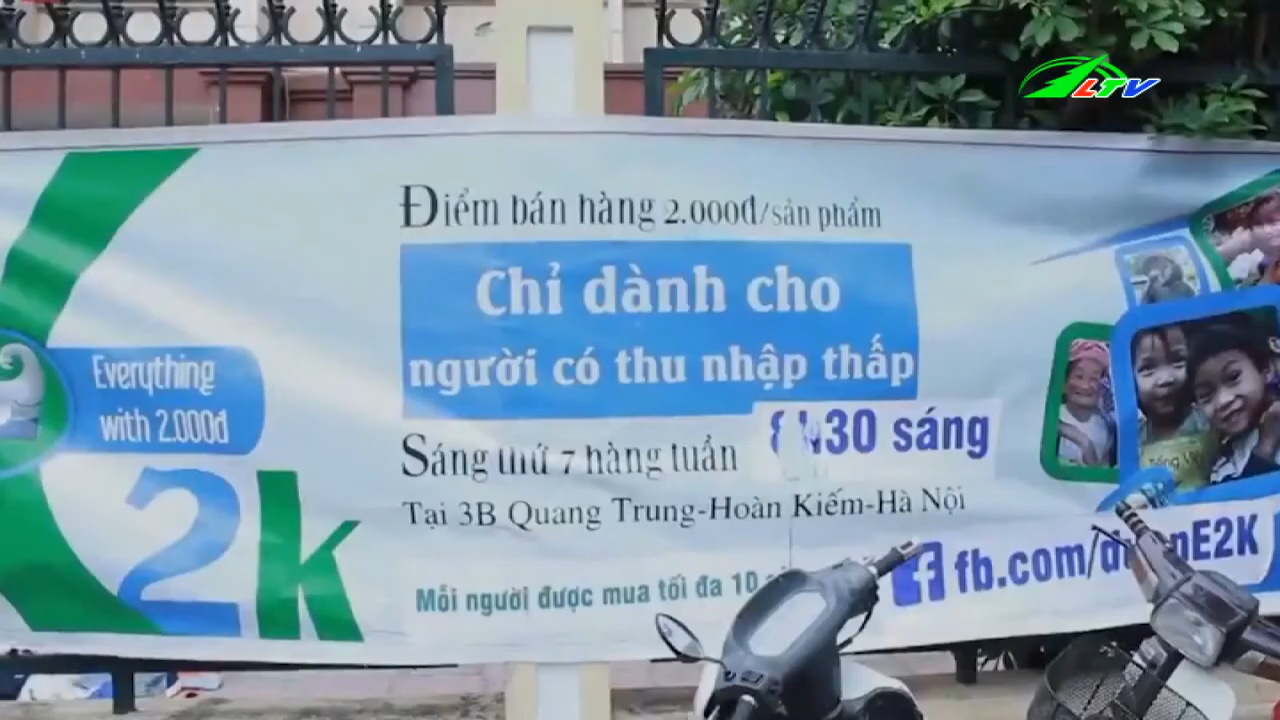 LTV
Điểm bán hàng 2.000đ/sản phẩm
Chỉ dành cho
người có thu nhập thấp
Everything
with 2.000đ
2k
Sáng thứ 7 hàng tuần 8h30 sáng
Tại 3B Quang Trung-Hoàn Kiếm-Hà Nội
Mỗi người được mua tối đa 10
fb.com/